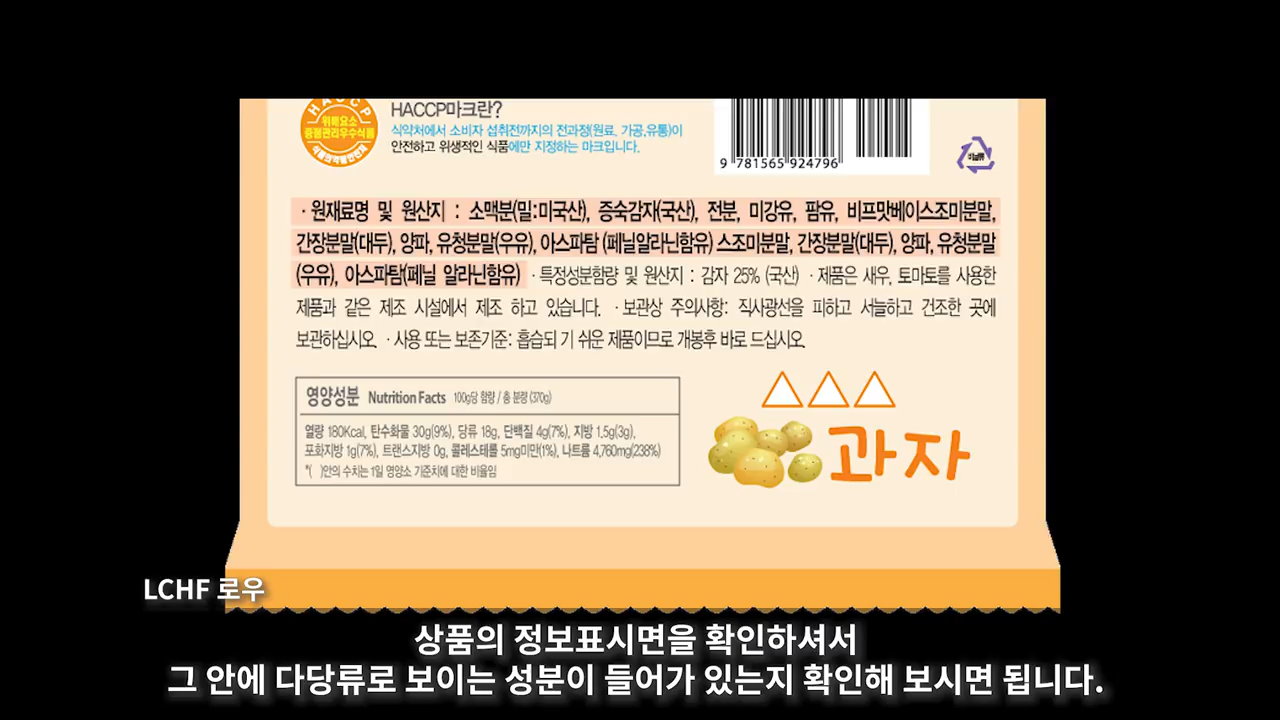 HACCP
위해요소
중점관리우수식품
식품의약품안전처
HACCP마크란?
식약처에서 소비자 섭취전까지의 전과정(원료, 가공,유통)이
안전하고 위생적인 식품에만 지정하는 마크입니다.
9 781565 924796
비닐류
· 원재료명 및 원산지 : 소맥분(밀:미국산), 증숙감자(국산), 전분, 미강유, 팜유, 비프맛베이스조미분말,
간장분말(대두), 양파, 유청분말(우유), 아스파탐 (페닐알라닌함유) 스조미분말, 간장분말(대두), 양파, 유청분말
(우유), 아스파탐(페닐 알라닌함유) · 특정성분함량 및 원산지 : 감자 25% (국산) · 제품은 새우, 토마토를 사용한
제품과 같은 제조 시설에서 제조 하고 있습니다. · 보관상 주의사항: 직사광선을 피하고 서늘하고 건조한 곳에
보관하십시오. · 사용 또는 보존기준: 흡습되 기 쉬운 제품이므로 개봉후 바로 드십시오.
영양성분 Nutrition Facts 100g당 함량 / 총 분량 (370g)
열량 180Kcal, 탄수화물 30g(9%), 당류 18g, 단백질 4g(7%), 지방 1.5g(3g),
포화지방 1g(7%), 트랜스지방 0g, 콜레스테롤 5mg미만(1%), 나트륨 4,760mg(238%)
*( )안의 수치는 1일 영양소 기준치에 대한 비율임
과자
LCHF 로우
상품의 정보표시면을 확인하셔서
그 안에 다당류로 보이는 성분이 들어가 있는지 확인해 보시면 됩니다.